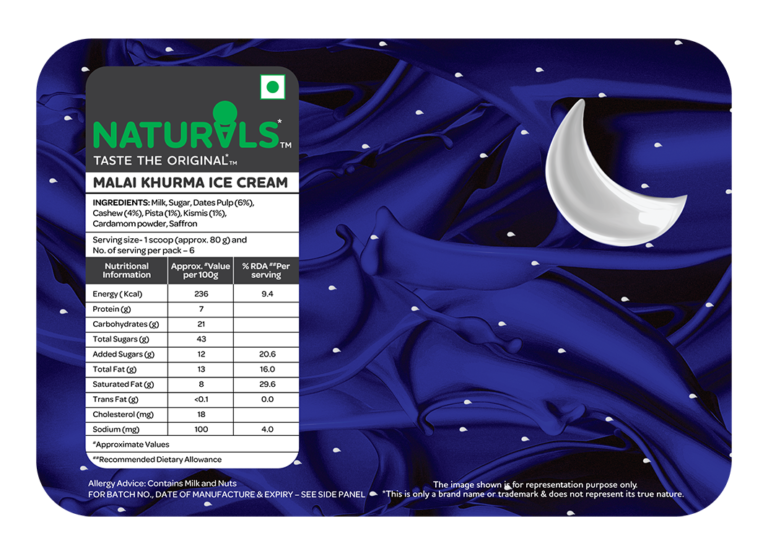 NATURALS*™
TASTE THE ORIGINAL*™
MALAI KHURMA ICE CREAM
INGREDIENTS: Milk, Sugar, Dates Pulp (6%),
Cashew (4%), Pista (1%), Kismis (1%),
Cardamom powder, Saffron
Serving size- 1 scoop (approx. 80 g) and
No. of serving per pack – 6
Nutritional Information Approx. #Value per 100g % RDA ##Per serving
Energy ( Kcal) 236 9.4
Protein (g) 7
Carbohydrates (g) 21
Total Sugars (g) 43
Added Sugars (g) 12 20.6
Total Fat (g) 13 16.0
Saturated Fat (g) 8 29.6
Trans Fat (g) <0.1 0.0
Cholesterol (mg) 18
Sodium (mg) 100 4.0
#Approximate Values
##Recommended Dietary Allowance
Allergy Advice: Contains Milk and Nuts
FOR BATCH NO., DATE OF MANUFACTURE & EXPIRY – SEE SIDE PANEL
The image shown is for representation purpose only.
*This is only a brand name or trademark & does not represent its true nature.